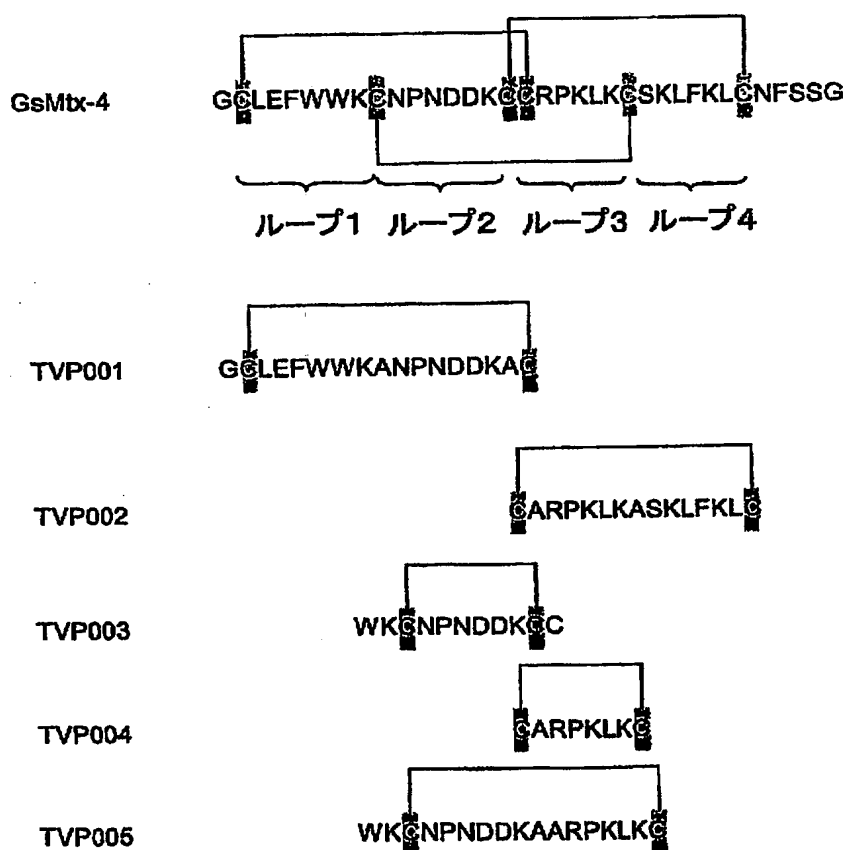 GsMtx-4 GCLEFWWKCNPNDDKCCRPKLKCSKLFKLCNFSSG
ループ1 ループ2 ループ3 ループ4
TVP001 GCLEFWWKANPNDDKAC
TVP002 CARPKLKASKLFKLC
TVP003 WKCNPNDDKCC
TVP004 CARPKLKC
TVP005 WKCNPNDDKAARPKLKC